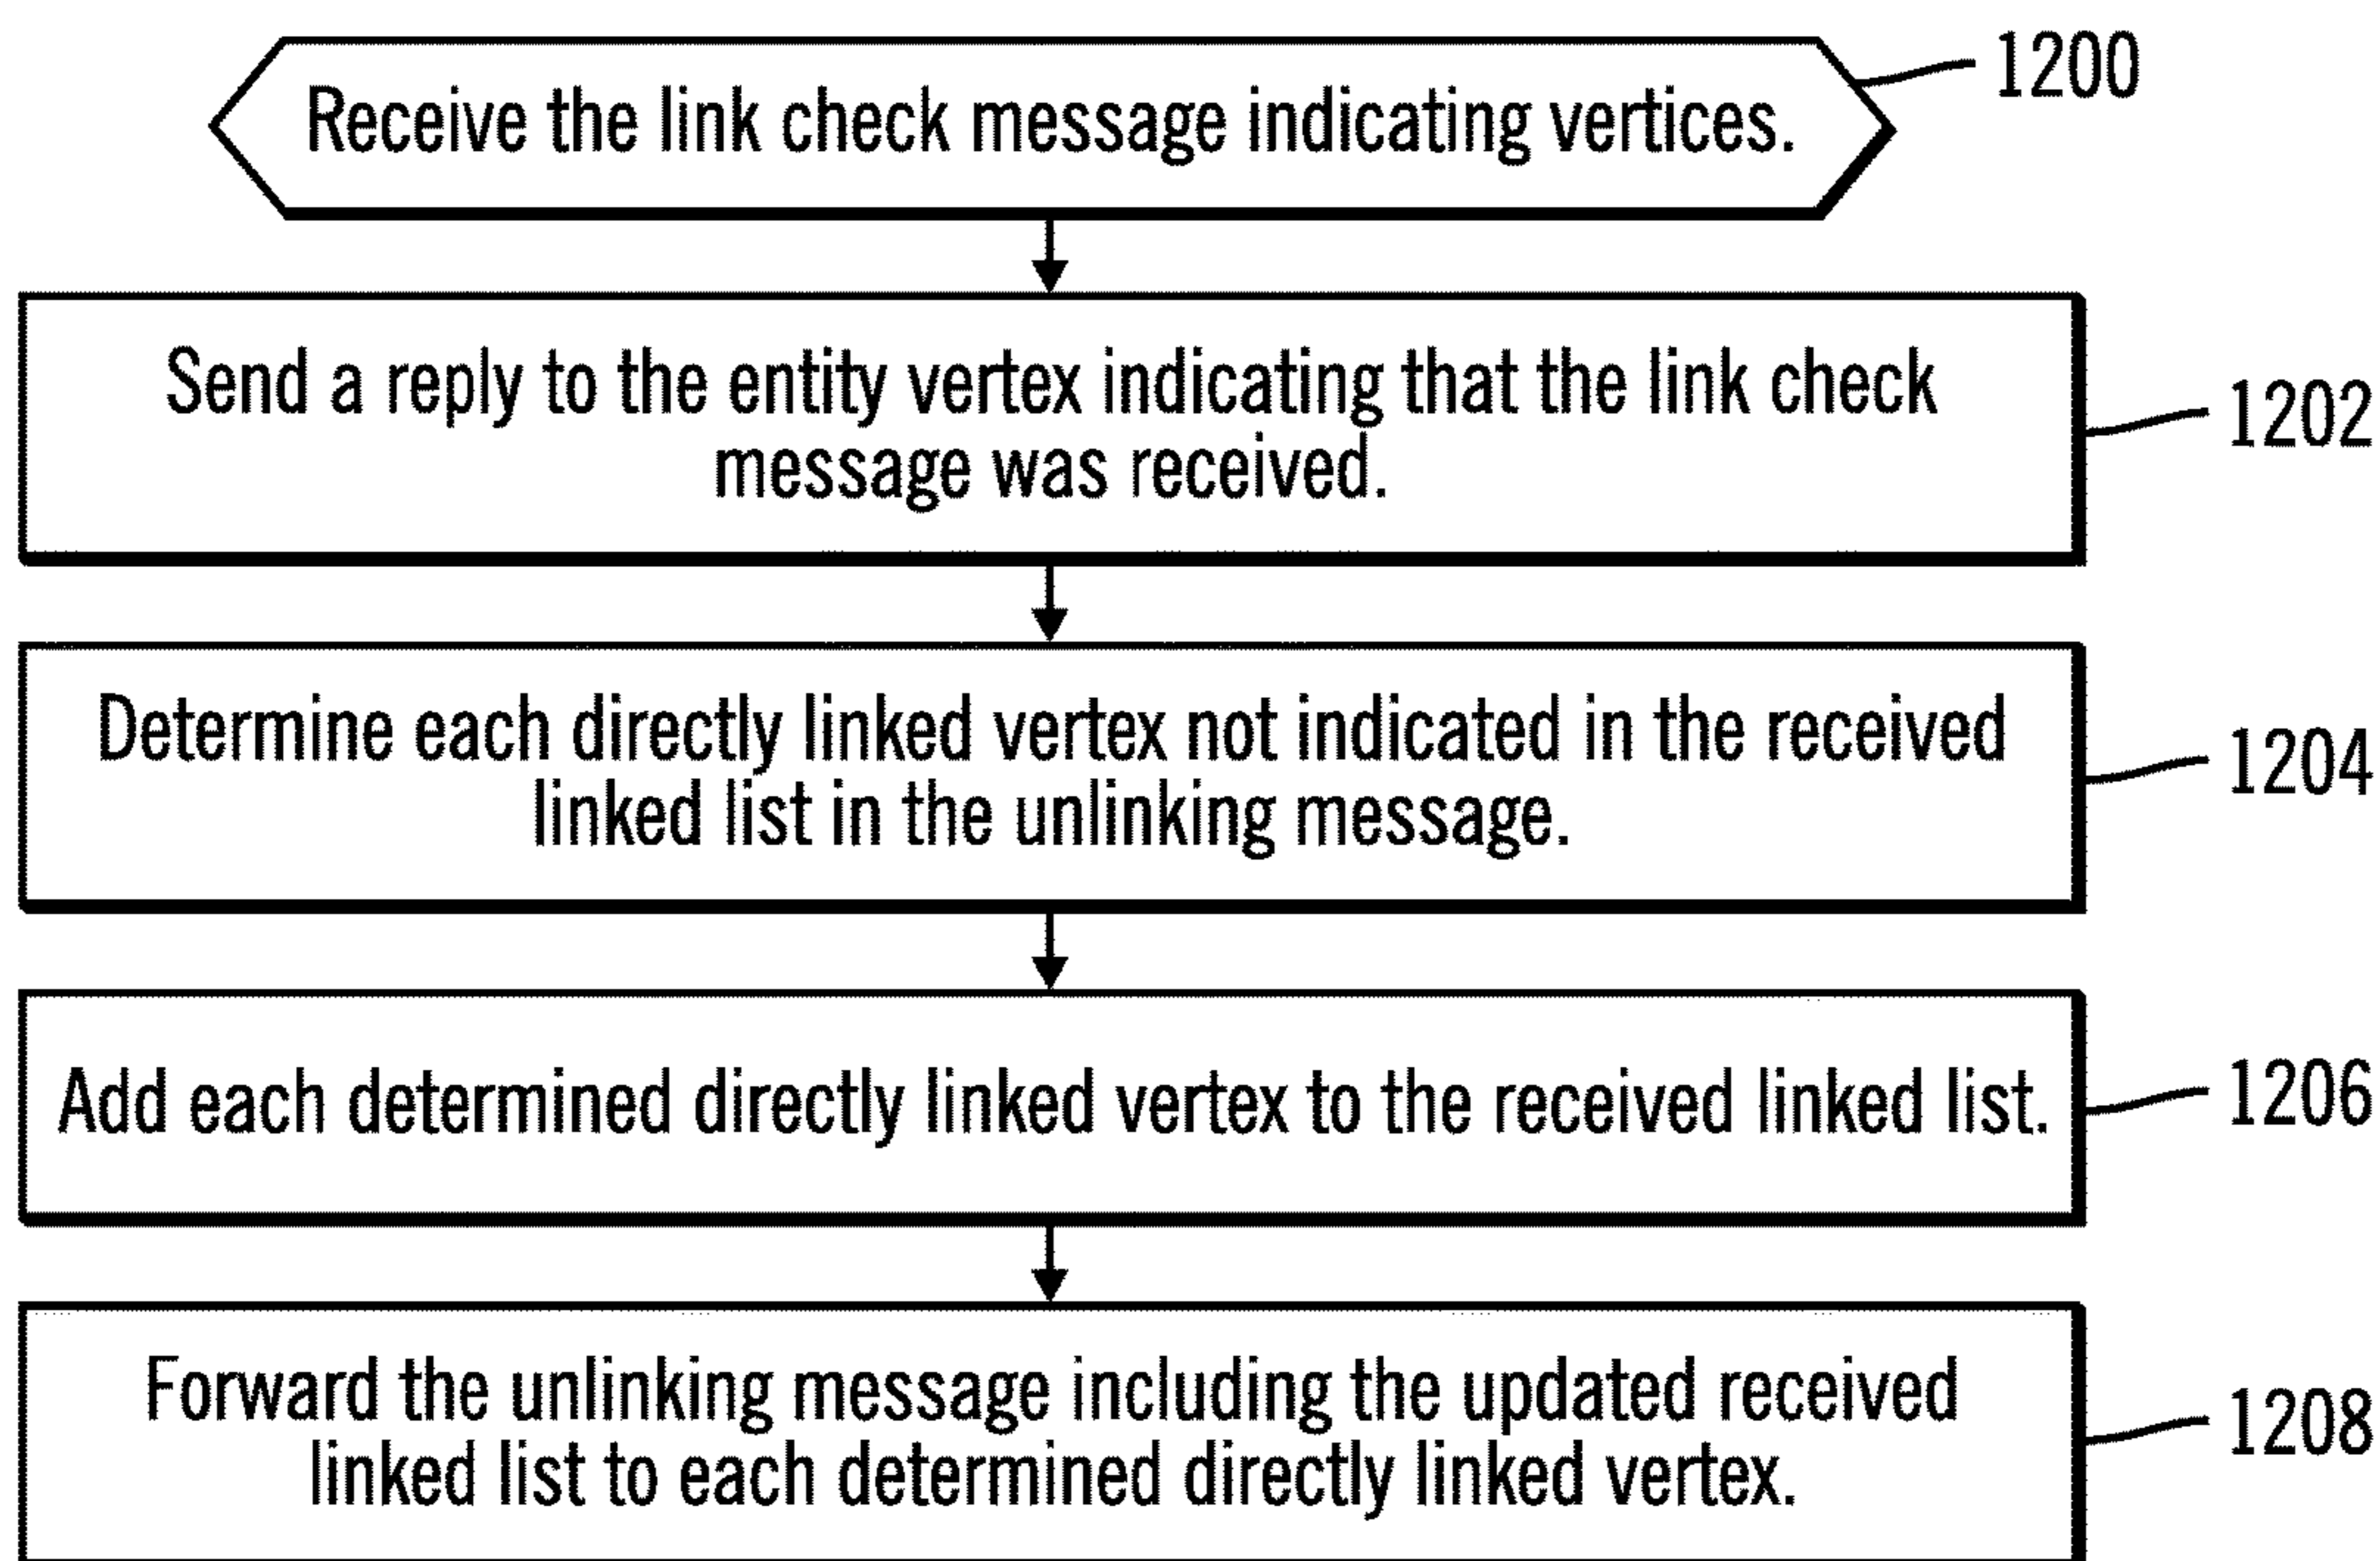 Receive the link check message indicating vertices.
1200
Send a reply to the entity vertex indicating that the link check
message was received.
1202
Determine each directly linked vertex not indicated in the received
linked list in the unlinking message.
1204
Add each determined directly linked vertex to the received linked list.
1206
Forward the unlinking message including the updated received
linked list to each determined directly linked vertex.
1208